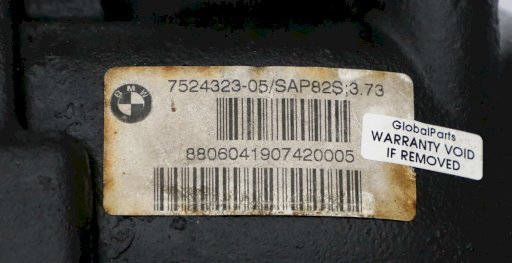 BMW
7524323-05/SAP82S;3.73
8806041907420005
GlobalParts
WARRANTY VOID
IF REMOVED